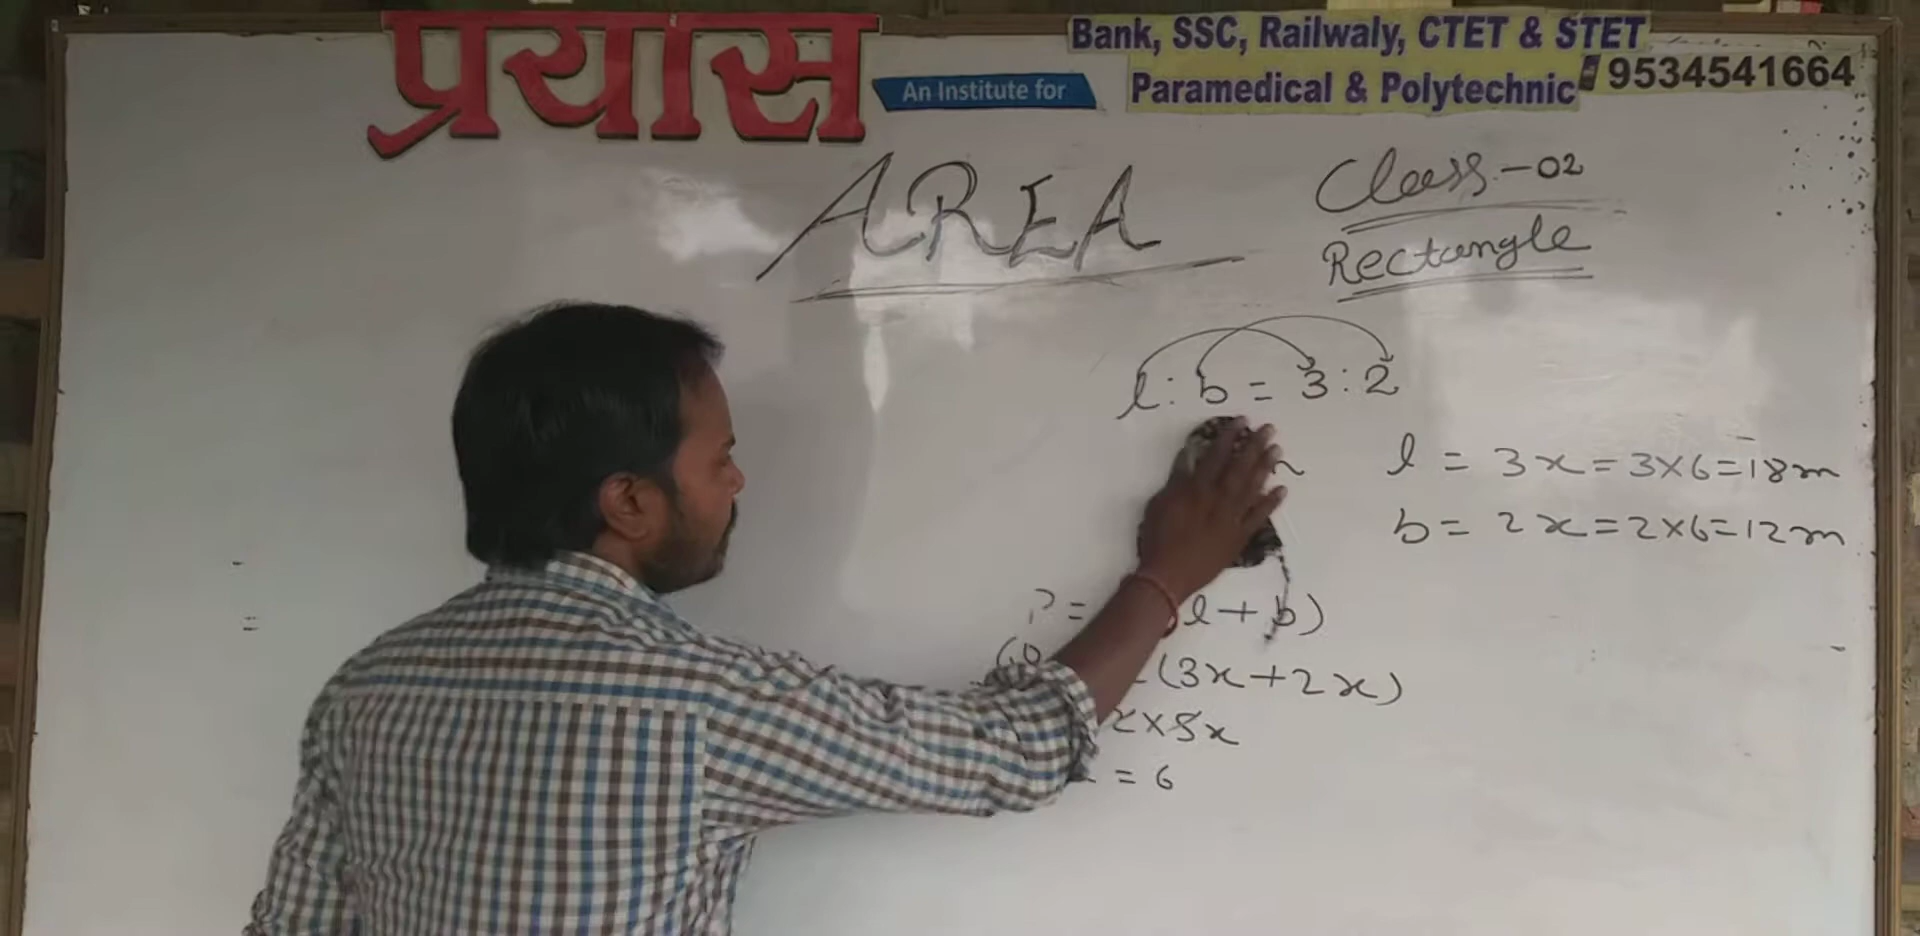 प्रयास
An Institute for
Bank, SSC, Railwaly, CTET & STET
Paramedical & Polytechnic
9534541664
AREA
Class-02
Rectangle
l : b = 3 : 2
l = 3x = 3×6 = 18m
b = 2x = 2×6 = 12m
P = (l + b)
60 (3x + 2x)
2×5x
= 6